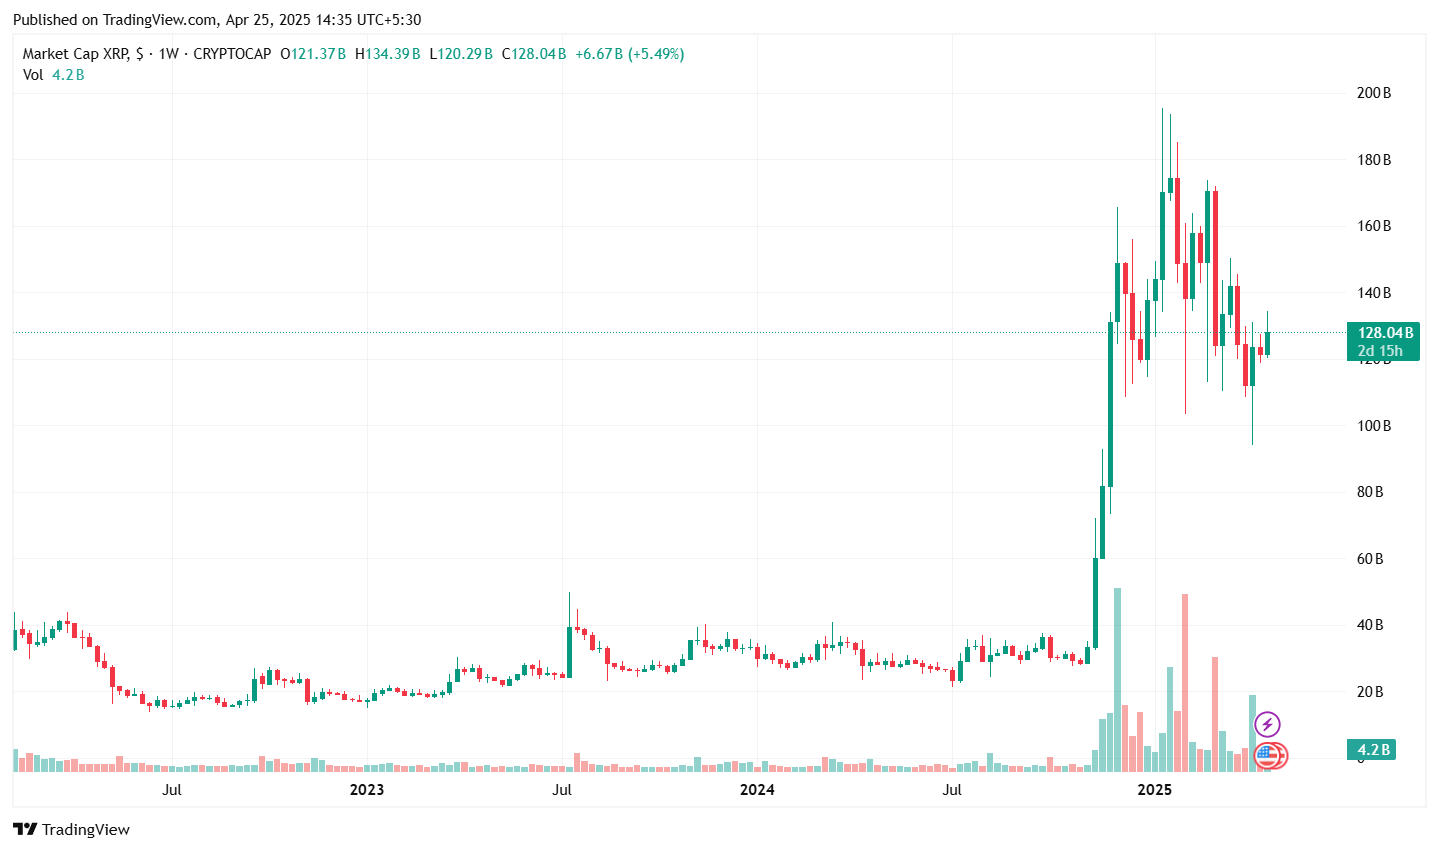 Published on TradingView.com, Apr 25, 2025 14:35 UTC+5:30
Market Cap XRP, $ · 1W · CRYPTOCAP O121.37B H134.39B L120.29B C128.04B +6.67B (+5.49%)
Vol 4.2B
200B
180B
160B
140B
128.04B
2d 15h
120B
100B
80B
60B
40B
20B
4.2B
0
Jul
2023
Jul
2024
Jul
2025
TradingView